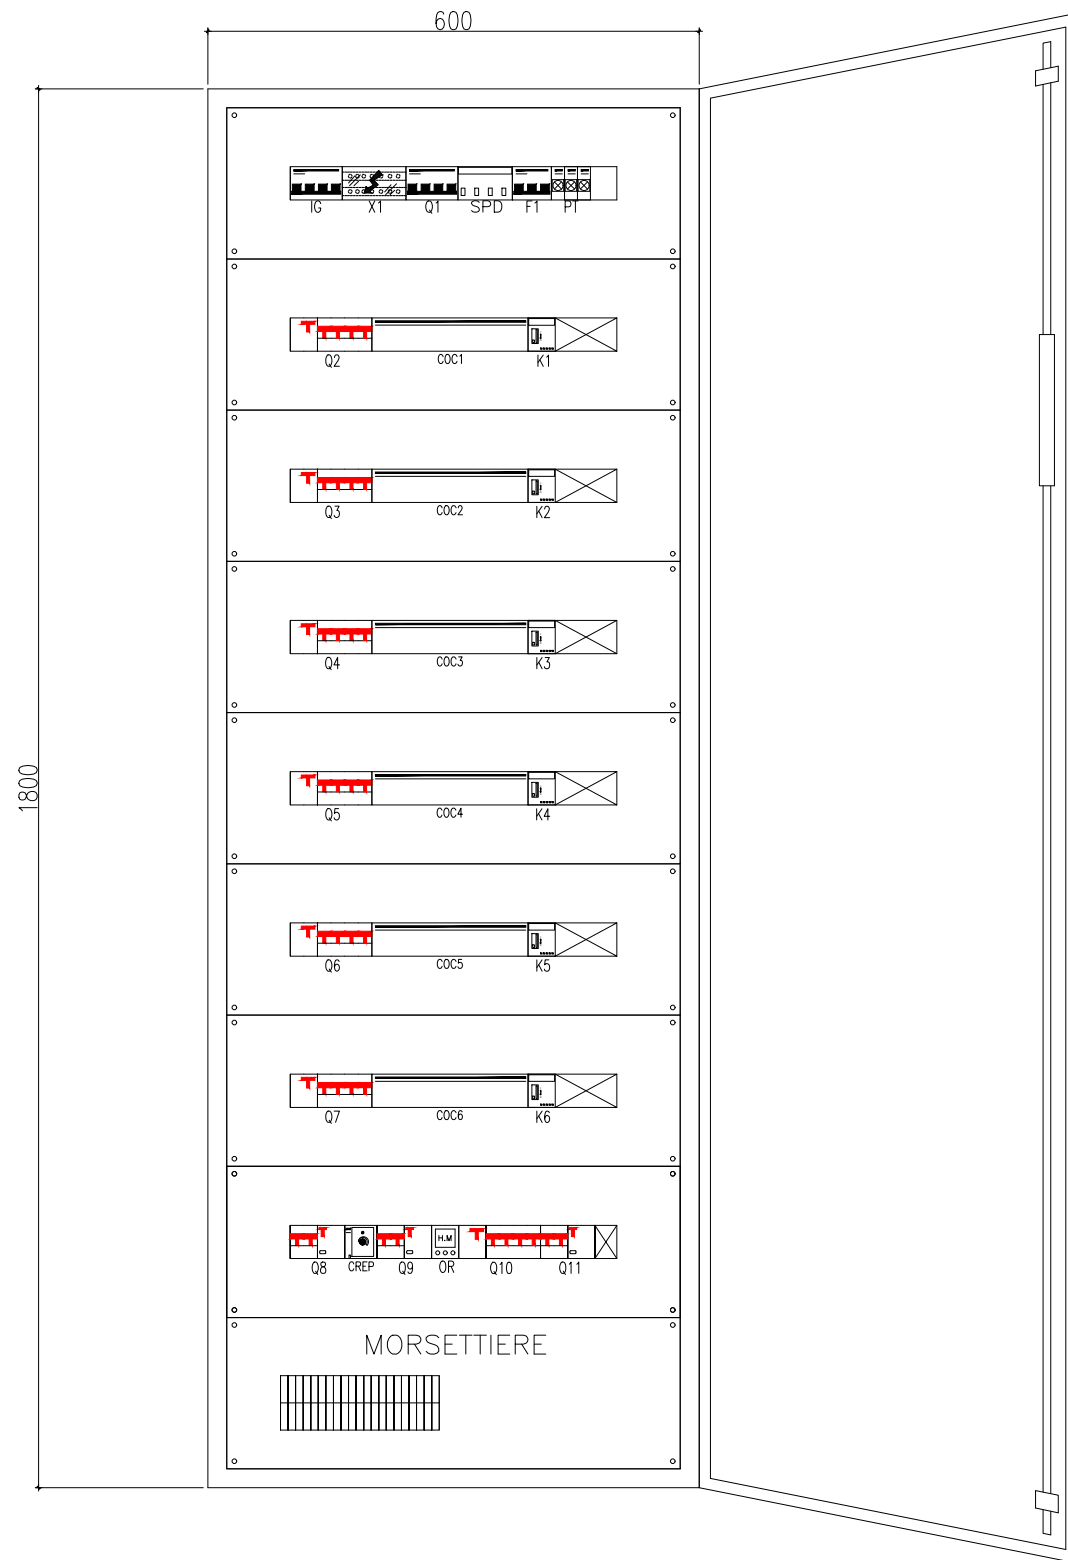 600
1800
IG X1 Q1 SPD F1 PT
Q2 COC1 K1
Q3 COC2 K2
Q4 COC3 K3
Q5 COC4 K4
Q6 COC5 K5
Q7 COC6 K6
H.M
Q8 CREP Q9 OR Q10 Q11
MORSETTIERE